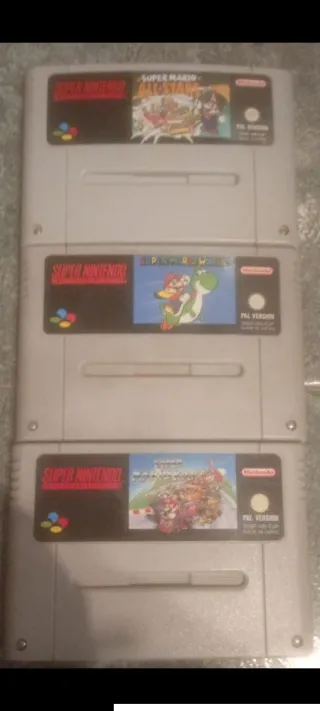 SUPER NINTENDO
SUPER MARIO
ALL-STARS
Nintendo
PAL VERSION
SUPER NINTENDO
SUPER MARIO WORLD
Nintendo
PAL VERSION
SUPER NINTENDO
SUPER
MARIO KART
Nintendo
PAL VERSION